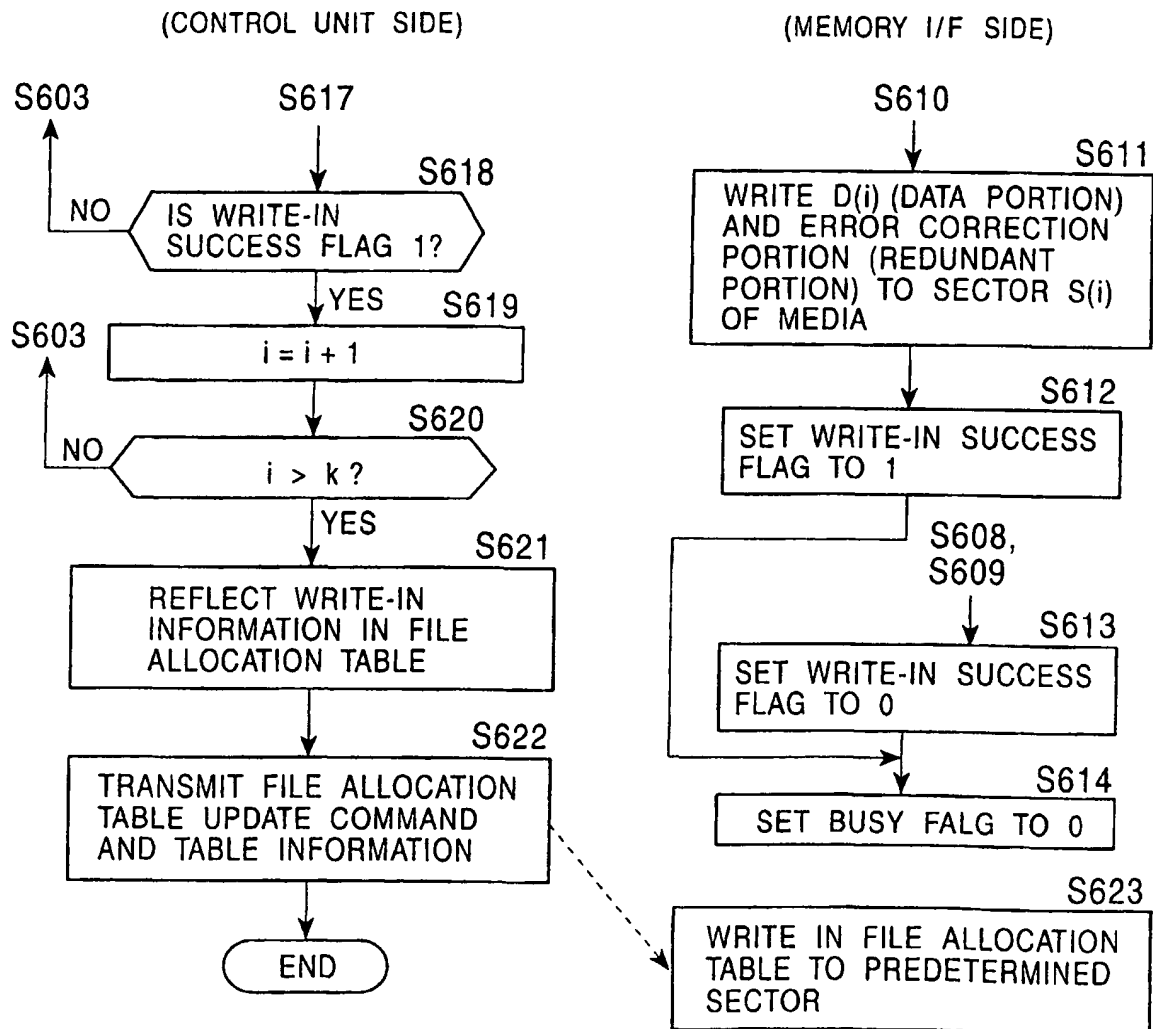 (CONTROL UNIT SIDE)
S603
S617
S618
NO
IS WRITE-IN
SUCCESS FLAG 1?
YES
S619
S603
i = i + 1
S620
NO
i > k ?
YES
S621
REFLECT WRITE-IN
INFORMATION IN FILE
ALLOCATION TABLE
S622
TRANSMIT FILE ALLOCATION
TABLE UPDATE COMMAND
AND TABLE INFORMATION
END
(MEMORY I/F SIDE)
S610
S611
WRITE D(i) (DATA PORTION)
AND ERROR CORRECTION
PORTION (REDUNDANT
PORTION) TO SECTOR S(i)
OF MEDIA
S612
SET WRITE-IN SUCCESS
FLAG TO 1
S608,
S609
S613
SET WRITE-IN SUCCESS
FLAG TO 0
S614
SET BUSY FALG TO 0
S623
WRITE IN FILE ALLOCATION
TABLE TO PREDETERMINED
SECTOR